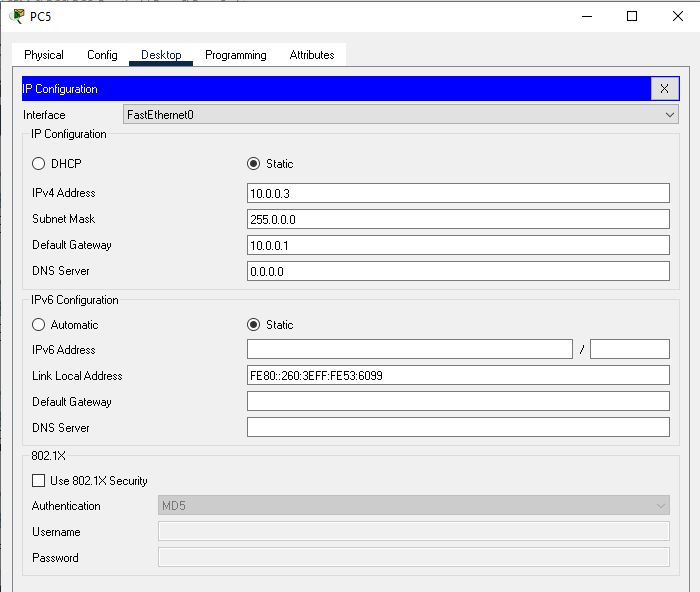 PC5
Physical Config Desktop Programming Attributes
IP Configuration X
Interface FastEthernet0
IP Configuration
DHCP Static
IPv4 Address 10.0.0.3
Subnet Mask 255.0.0.0
Default Gateway 10.0.0.1
DNS Server 0.0.0.0
IPv6 Configuration
Automatic Static
IPv6 Address /
Link Local Address FE80::260:3EFF:FE53:6099
Default Gateway
DNS Server
802.1X
Use 802.1X Security
Authentication MD5
Username
Password